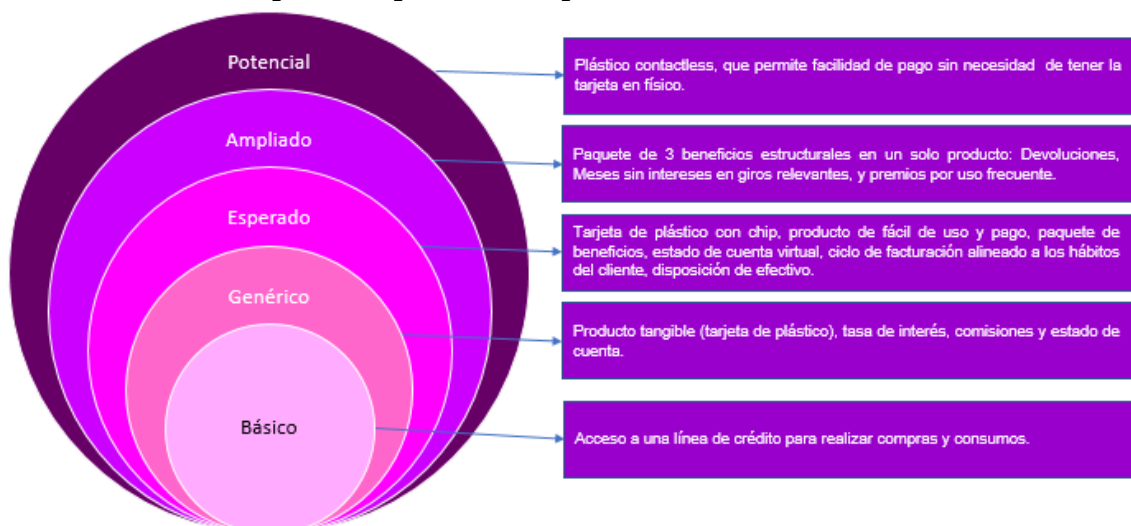 Potencial
Plástico contactless, que permite facilidad de pago sin necesidad de tener la
tarjeta en físico.
Ampliado
Paquete de 3 beneficios estructurales en un solo producto: Devoluciones,
Meses sin intereses en giros relevantes, y premios por uso frecuente.
Esperado
Tarjeta de plástico con chip, producto de fácil de uso y pago, paquete de
beneficios, estado de cuenta virtual, ciclo de facturación alineado a los hábitos
del cliente, disposición de efectivo.
Genérico
Producto tangible (tarjeta de plástico), tasa de interés, comisiones y estado de
cuenta.
Básico
Acceso a una línea de crédito para realizar compras y consumos.